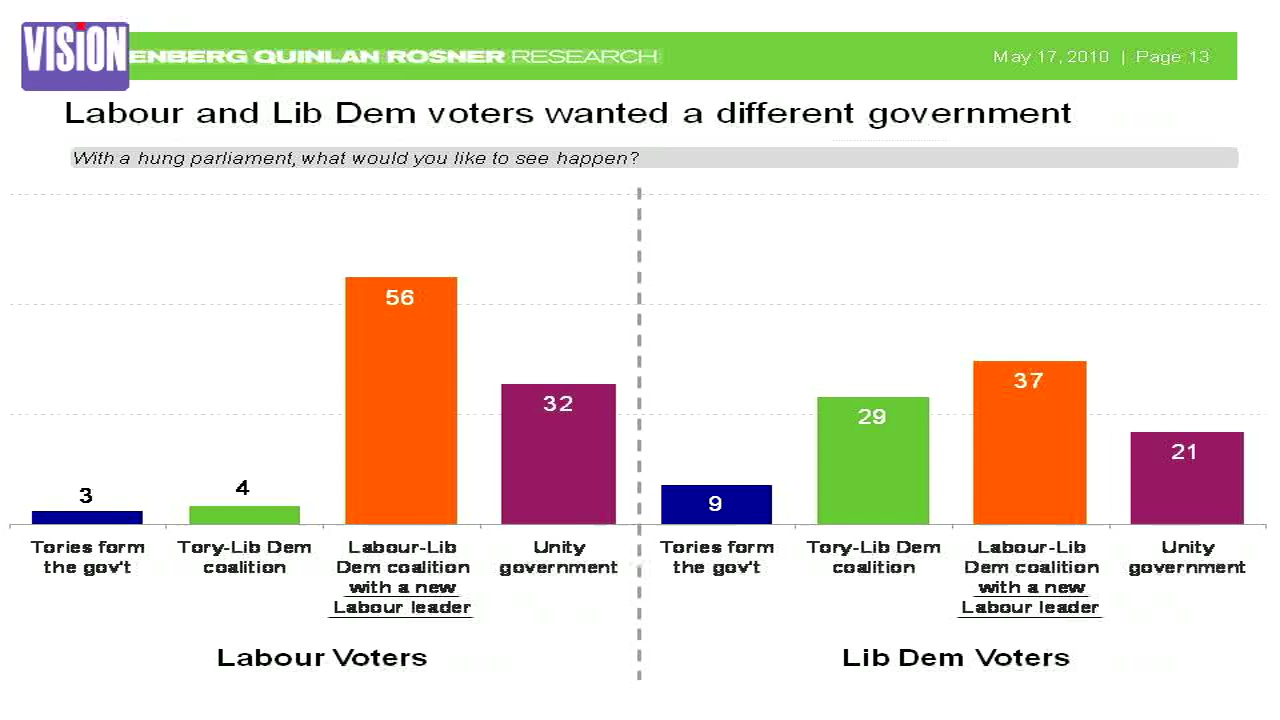 VISION
ENBERG QUINLAN ROSNER RESEARCH
May 17, 2010 | Page 13
Labour and Lib Dem voters wanted a different government
With a hung parliament, what would you like to see happen?
3
4
56
32
9
29
37
21
Tories form
the gov't
Tory-Lib Dem
coalition
Labour-Lib
Dem coalition
with a new
Labour leader
Unity
government
Tories form
the gov't
Tory-Lib Dem
coalition
Labour-Lib
Dem coalition
with a new
Labour leader
Unity
government
Labour Voters
Lib Dem Voters